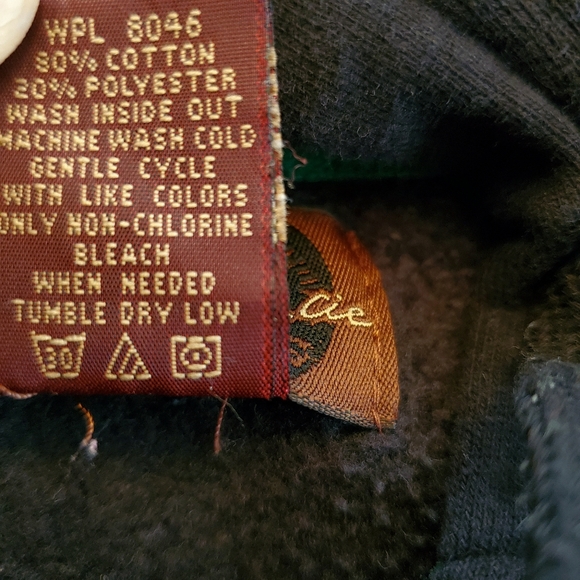 WPL 8046
80% COTTON
20% POLYESTER
WASH INSIDE OUT
MACHINE WASH COLD
GENTLE CYCLE
WITH LIKE COLORS
ONLY NON-CHLORINE
BLEACH
WHEN NEEDED
TUMBLE DRY LOW
30